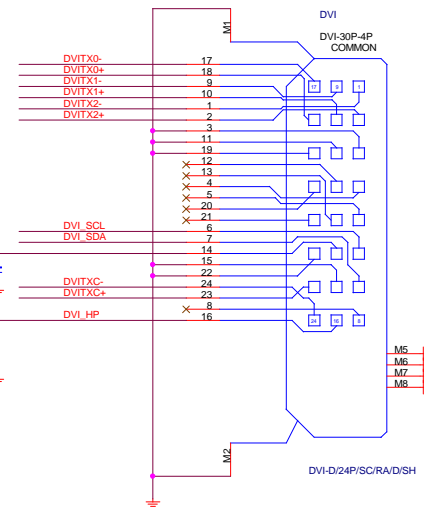 DVI
DVI-30P-4P
COMMON
M1
DVITX0- 17
DVITX0+ 18
DVITX1- 9
DVITX1+ 10
DVITX2- 1
DVITX2+ 2
3
11
19
12
13
4
5
20
21
DVI_SCL 6
DVI_SDA 7
14
15
22
DVITXC- 24
DVITXC+ 23
8
DVI_HP 16
17 9 1
24 16 8
M5
M6
M7
M8
M2
DVI-D/24P/SC/RA/D/SH